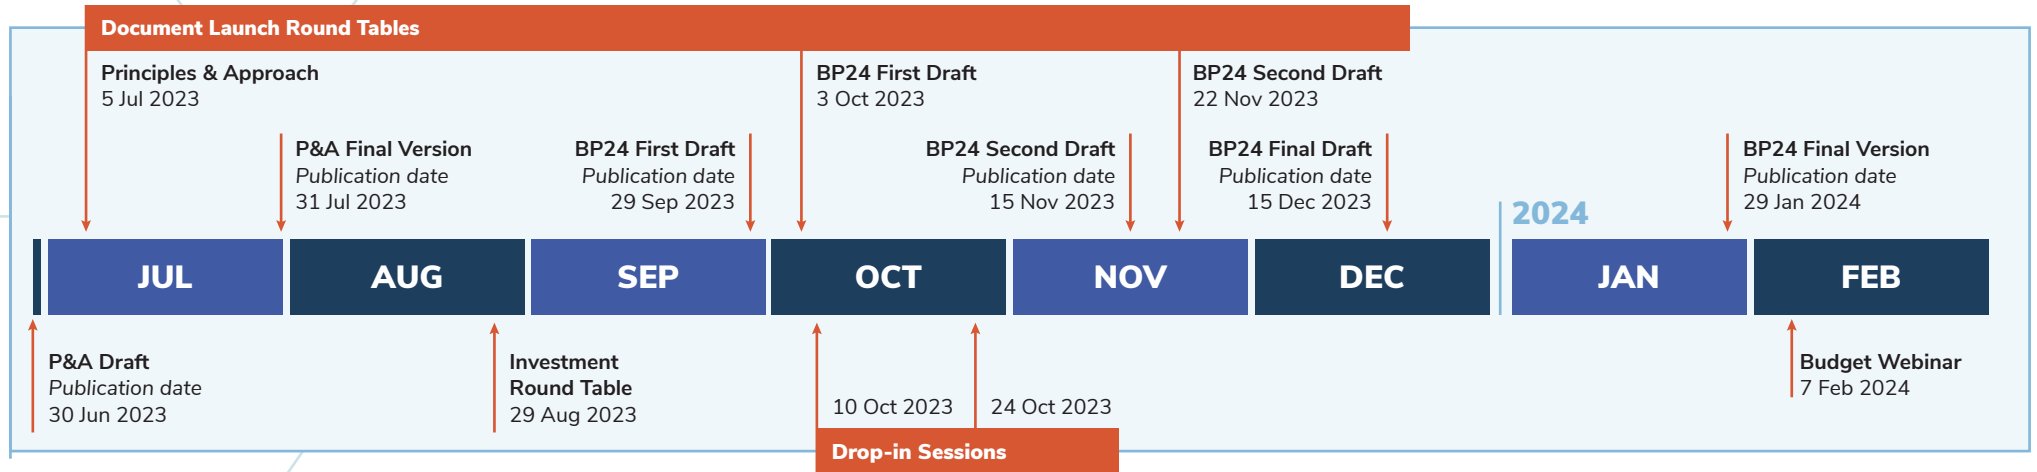 Document Launch Round Tables
Principles & Approach
5 Jul 2023
BP24 First Draft
3 Oct 2023
BP24 Second Draft
22 Nov 2023
P&A Final Version
Publication date
31 Jul 2023
BP24 First Draft
Publication date
29 Sep 2023
BP24 Second Draft
Publication date
15 Nov 2023
BP24 Final Draft
Publication date
15 Dec 2023
BP24 Final Version
Publication date
29 Jan 2024
2024
JUL
AUG
SEP
OCT
NOV
DEC
JAN
FEB
P&A Draft
Publication date
30 Jun 2023
Investment
Round Table
29 Aug 2023
10 Oct 2023
24 Oct 2023
Drop-in Sessions
Budget Webinar
7 Feb 2024